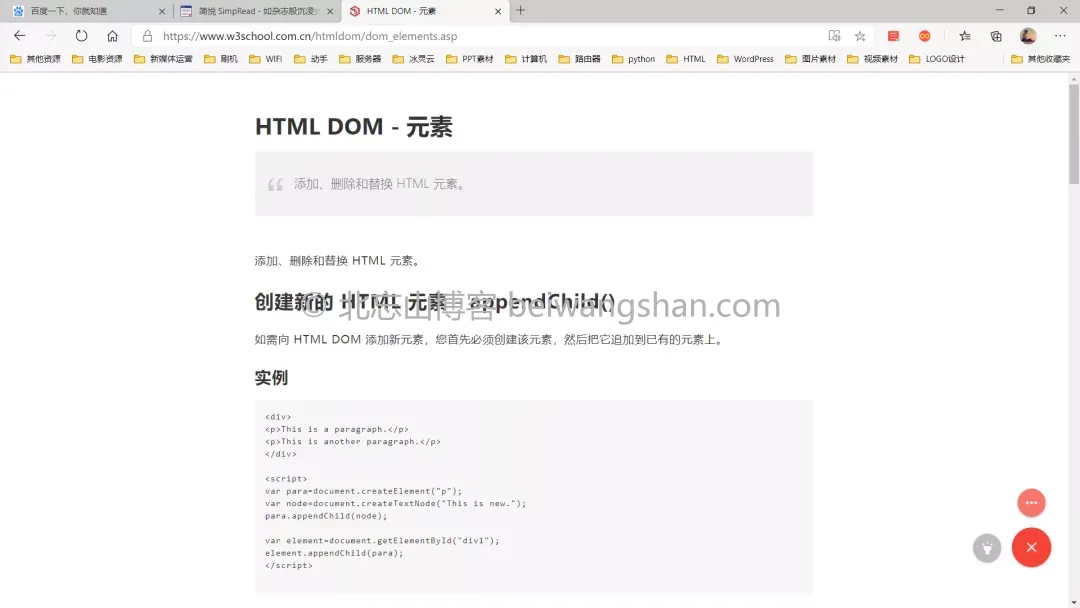 百度一下，你就知道
简悦 SimpRead - 如杂志般沉浸式
HTML DOM - 元素
https://www.w3school.com.cn/htmldom/dom_elements.asp
其他资源 电影资源 新媒体运营 刷机 WIFI 动手 服务器 冰灵云 PPT素材 计算机 路由器 python HTML WordPress 图片素材 视频素材 LOGO设计 其他收藏夹
HTML DOM - 元素
添加、删除和替换 HTML 元素。
添加、删除和替换 HTML 元素。
创建新的 HTML 元素 - appendChild()
© 北忘山博客 beiwangshan.com
如需向 HTML DOM 添加新元素，您首先必须创建该元素，然后把它追加到已有的元素上。
实例
<div>
<p>This is a paragraph.</p>
<p>This is another paragraph.</p>
</div>
<script>
var para=document.createElement("p");
var node=document.createTextNode("This is new.");
para.appendChild(node);
var element=document.getElementById("div1");
element.appendChild(para);
</script>